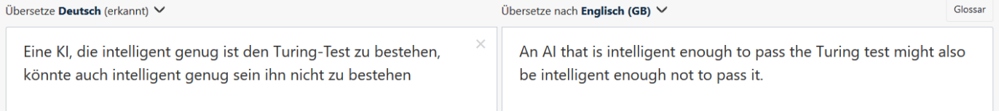 Übersetze Deutsch (erkannt)
Übersetze nach Englisch (GB)
Glossar
Eine KI, die intelligent genug ist den Turing-Test zu bestehen,
könnte auch intelligent genug sein ihn nicht zu bestehen
An AI that is intelligent enough to pass the Turing test might also
be intelligent enough not to pass it.